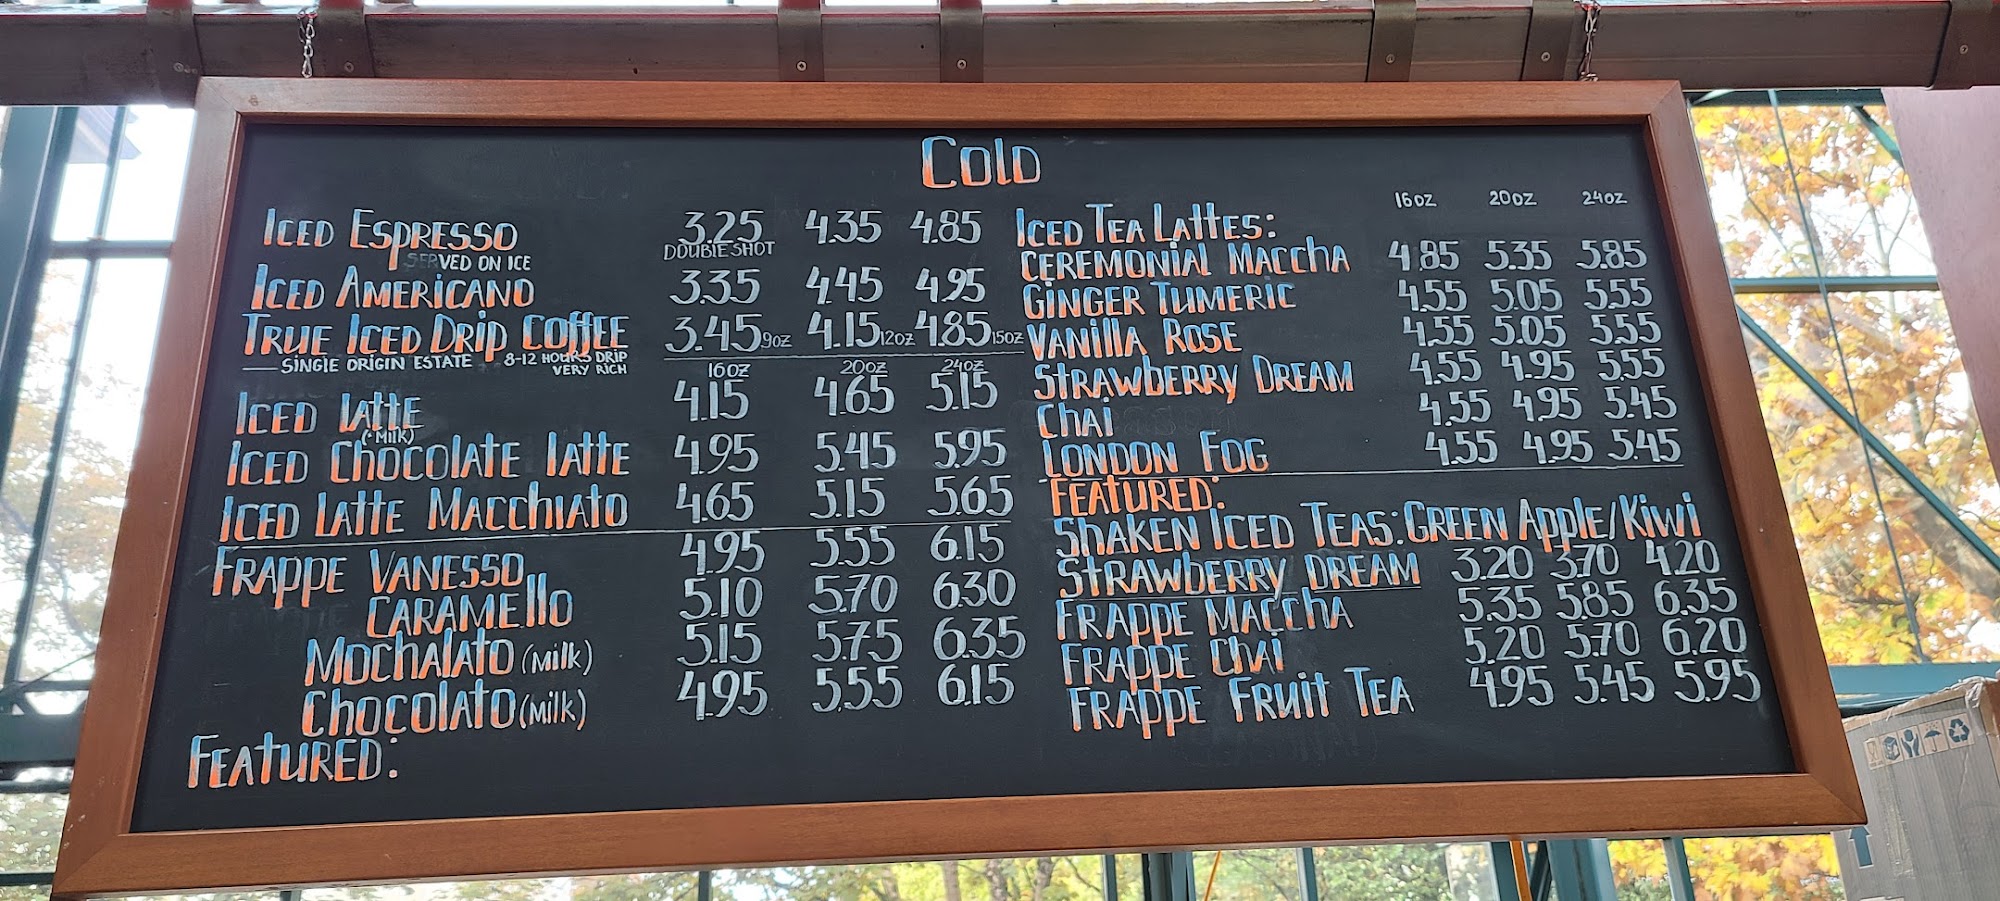 Cold
Iced Espresso 3.25 4.35 4.85
Served on ice Double shot
Iced Americano 3.35 4.45 4.95
True Iced Drip Coffee 3.45 9oz 4.15 12oz 4.85 15oz
Single origin estate 8-12 hours drip
very rich
16oz 20oz 24oz
Iced Latte 4.15 4.65 5.15
(Milk)
Iced Chocolate Latte 4.95 5.45 5.95
Iced Latte Macchiato 4.65 5.15 5.65
Frappe Vanesso 4.95 5.55 6.15
Caramello 5.10 5.70 6.30
Mochalato (milk) 5.15 5.75 6.35
Chocolato (milk) 4.95 5.55 6.15
Featured:
16oz 20oz 24oz
Iced Tea Lattes:
Ceremonial Maccha 4.85 5.35 5.85
Ginger Tumeric 4.55 5.05 5.55
Vanilla Rose 4.55 5.05 5.55
Strawberry Dream 4.55 4.95 5.55
Chai 4.55 4.95 5.45
London Fog 4.55 4.95 5.45
Featured:
Shaken Iced Teas: Green Apple/Kiwi
Strawberry Dream 3.20 3.70 4.20
Frappe Maccha 5.35 5.85 6.35
Frappe Chai 5.20 5.70 6.20
Frappe Fruit Tea 4.95 5.45 5.95